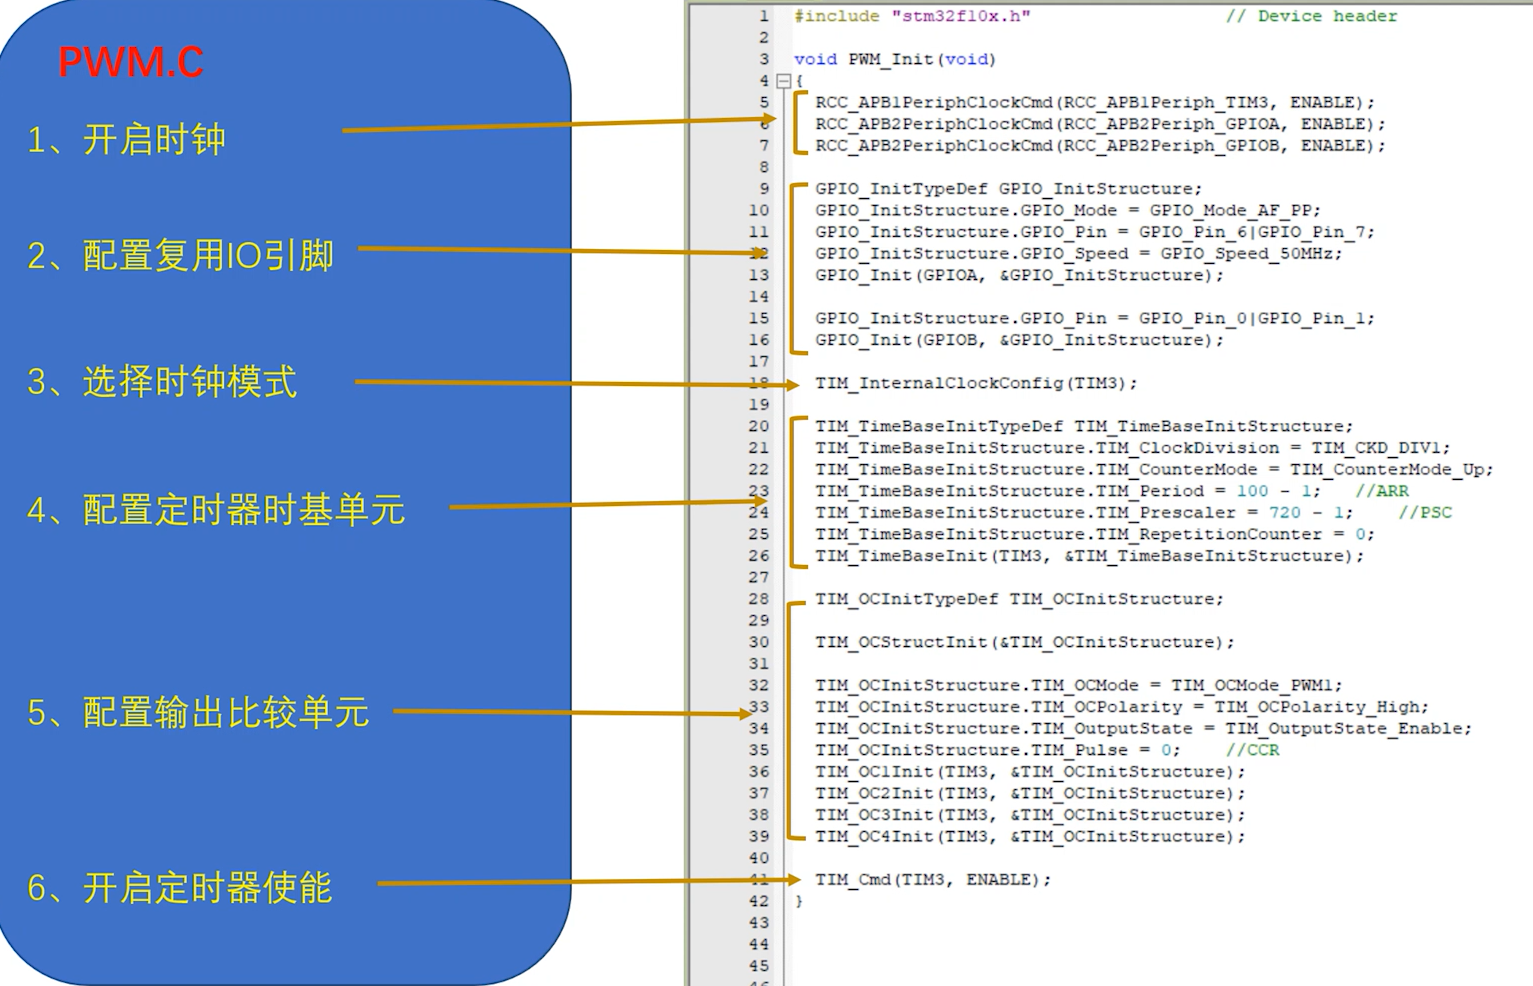 PWM.C
1、开启时钟
2、配置复用IO引脚
3、选择时钟模式
4、配置定时器时基单元
5、配置输出比较单元
6、开启定时器使能
1 #include "stm32f10x.h" // Device header
2
3 void PWM_Init(void)
4 {
5 RCC_APB1PeriphClockCmd(RCC_APB1Periph_TIM3, ENABLE);
6 RCC_APB2PeriphClockCmd(RCC_APB2Periph_GPIOA, ENABLE);
7 RCC_APB2PeriphClockCmd(RCC_APB2Periph_GPIOB, ENABLE);
8
9 GPIO_InitTypeDef GPIO_InitStructure;
10 GPIO_InitStructure.GPIO_Mode = GPIO_Mode_AF_PP;
11 GPIO_InitStructure.GPIO_Pin = GPIO_Pin_6|GPIO_Pin_7;
12 GPIO_InitStructure.GPIO_Speed = GPIO_Speed_50MHz;
13 GPIO_Init(GPIOA, &GPIO_InitStructure);
14
15 GPIO_InitStructure.GPIO_Pin = GPIO_Pin_0|GPIO_Pin_1;
16 GPIO_Init(GPIOB, &GPIO_InitStructure);
17
18 TIM_InternalClockConfig(TIM3);
19
20 TIM_TimeBaseInitTypeDef TIM_TimeBaseInitStructure;
21 TIM_TimeBaseInitStructure.TIM_ClockDivision = TIM_CKD_DIV1;
22 TIM_TimeBaseInitStructure.TIM_CounterMode = TIM_CounterMode_Up;
23 TIM_TimeBaseInitStructure.TIM_Period = 100 - 1; //ARR
24 TIM_TimeBaseInitStructure.TIM_Prescaler = 720 - 1; //PSC
25 TIM_TimeBaseInitStructure.TIM_RepetitionCounter = 0;
26 TIM_TimeBaseInit(TIM3, &TIM_TimeBaseInitStructure);
27
28 TIM_OCInitTypeDef TIM_OCInitStructure;
29
30 TIM_OCStructInit(&TIM_OCInitStructure);
31
32 TIM_OCInitStructure.TIM_OCMode = TIM_OCMode_PWM1;
33 TIM_OCInitStructure.TIM_OCPolarity = TIM_OCPolarity_High;
34 TIM_OCInitStructure.TIM_OutputState = TIM_OutputState_Enable;
35 TIM_OCInitStructure.TIM_Pulse = 0; //CCR
36 TIM_OC1Init(TIM3, &TIM_OCInitStructure);
37 TIM_OC2Init(TIM3, &TIM_OCInitStructure);
38 TIM_OC3Init(TIM3, &TIM_OCInitStructure);
39 TIM_OC4Init(TIM3, &TIM_OCInitStructure);
40
41 TIM_Cmd(TIM3, ENABLE);
42 }
43
44
45